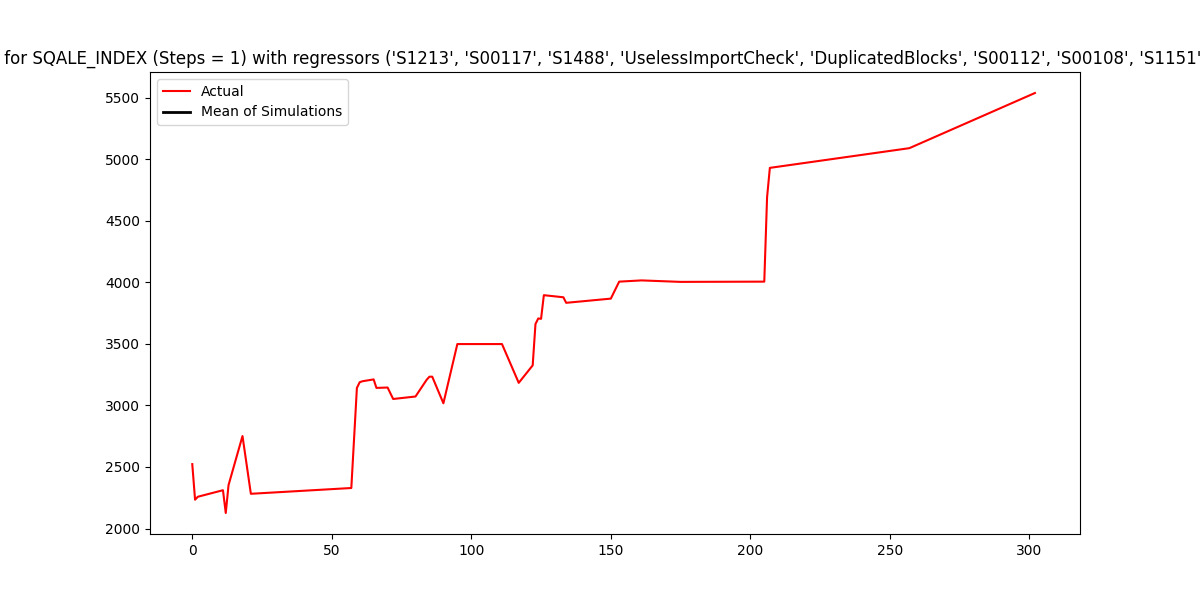 for SQALE_INDEX (Steps = 1) with regressors ('S1213', 'S00117', 'S1488', 'UselessImportCheck', 'DuplicatedBlocks', 'S00112', 'S00108', 'S1151'
Actual
Mean of Simulations
5500
5000
4500
4000
3500
3000
2500
2000
0 50 100 150 200 250 300